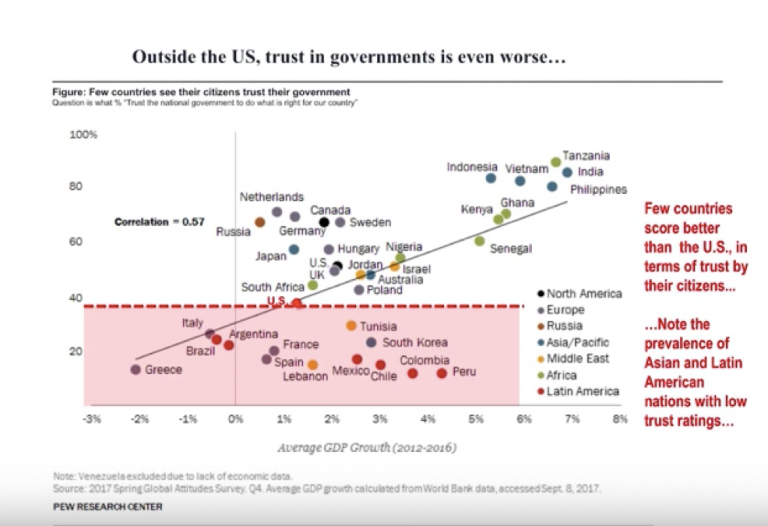 Outside the US, trust in governments is even worse…
Figure: Few countries see their citizens trust their government
Question is what % "Trust the national government to do what is right for our country"
100%
Tanzania
Indonesia Vietnam India
80
Philippines
Netherlands
Ghana
Canada
Kenya
Correlation = 0.57
Sweden
Russia
Germany
60
Japan
Hungary Nigeria
Senegal
U.S. Jordan Israel
UK
Australia
South Africa
Poland
40
U.S.
Italy
Tunisia
Argentina
South Korea
Brazil
France
20
Spain
Colombia
Greece
Lebanon Mexico Chile Peru
North America
Europe
Russia
Asia/Pacific
Middle East
Africa
Latin America
-3% -2% -1% 0% 1% 2% 3% 4% 5% 6% 7% 8%
Average GDP Growth (2012-2016)
Few countries
score better
than the U.S., in
terms of trust by
their citizens…
…Note the
prevalence of
Asian and Latin
American
nations with low
trust ratings…
Note: Venezuela excluded due to lack of economic data.
Source: 2017 Spring Global Attitudes Survey. Q4. Average GDP growth calculated from World Bank data, accessed Sept. 8, 2017.
PEW RESEARCH CENTER